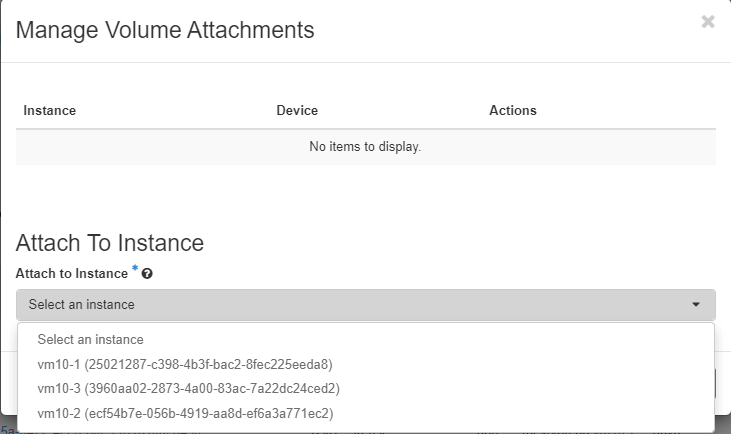 Manage Volume Attachments
×
Instance Device Actions
No items to display.
Attach To Instance
Attach to Instance *
Select an instance
Select an instance
vm10-1 (25021287-c398-4b3f-bac2-8fec225eeda8)
vm10-3 (3960aa02-2873-4a00-83ac-7a22dc24ced2)
vm10-2 (ecf54b7e-056b-4919-aa8d-ef6a3a771ec2)